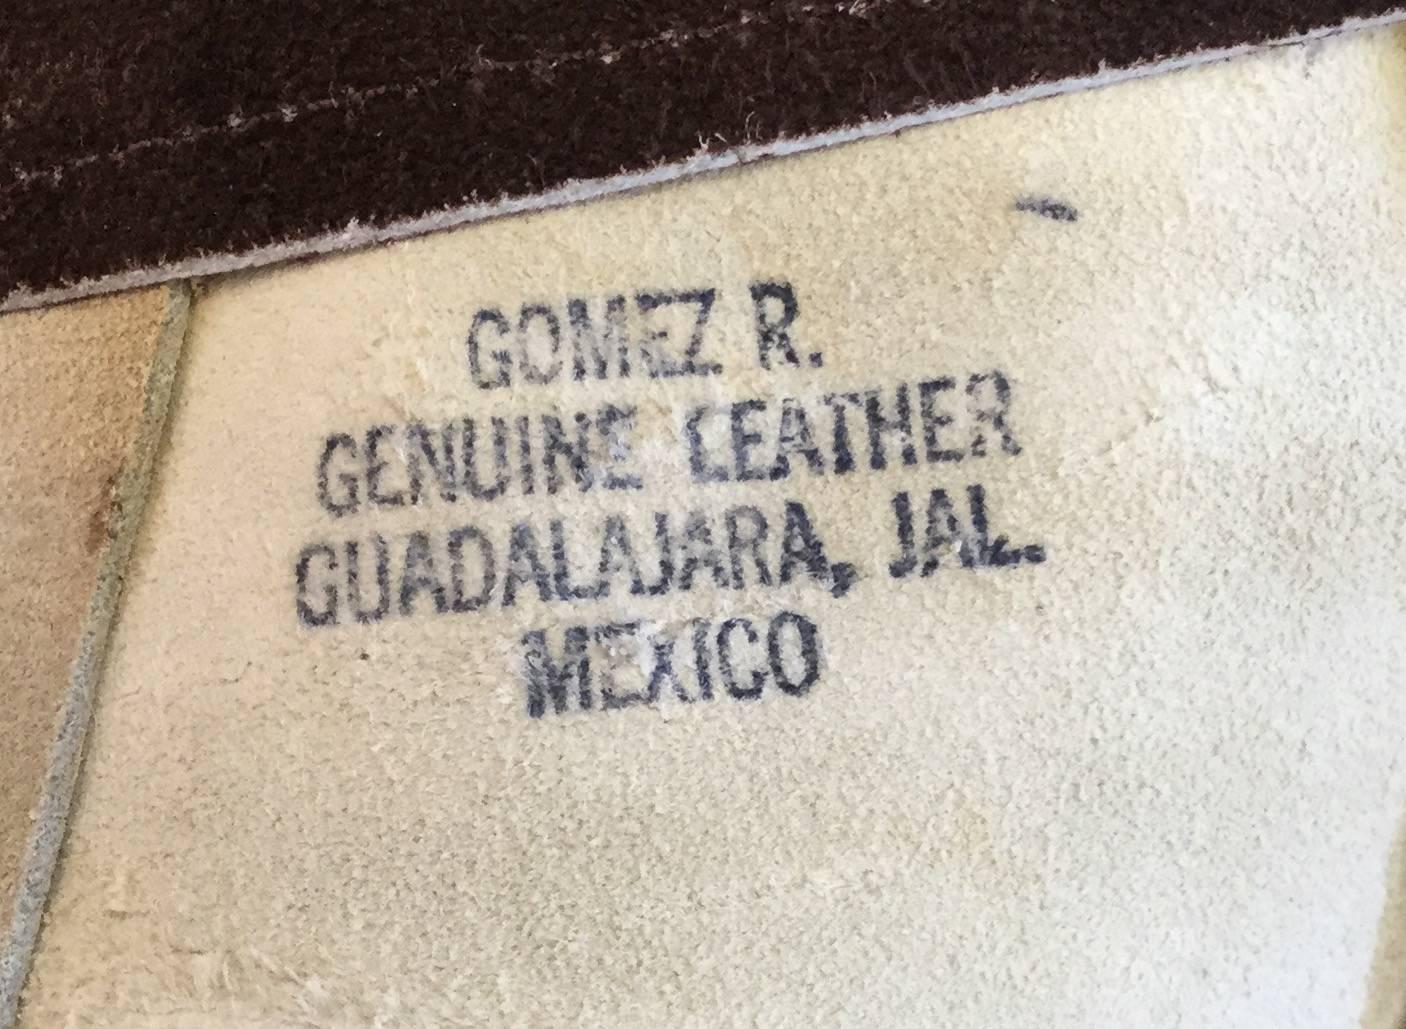 GOMEZ R.
GENUINE LEATHER
GUADALAJARA, JAL.
MEXICO